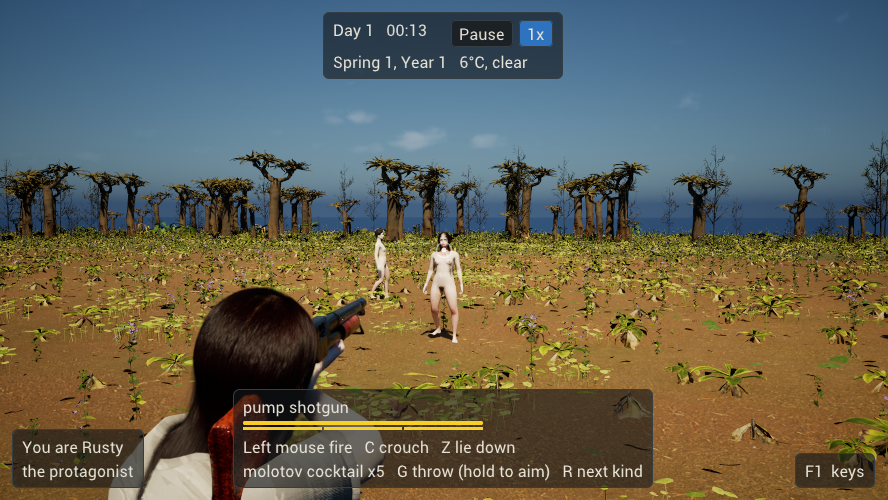 Day 1 00:13 Pause 1x
Spring 1, Year 1 6°C, clear
pump shotgun
Left mouse fire C crouch Z lie down
molotov cocktail x5 G throw (hold to aim) R next kind
You are Rusty
the protagonist
F1 keys